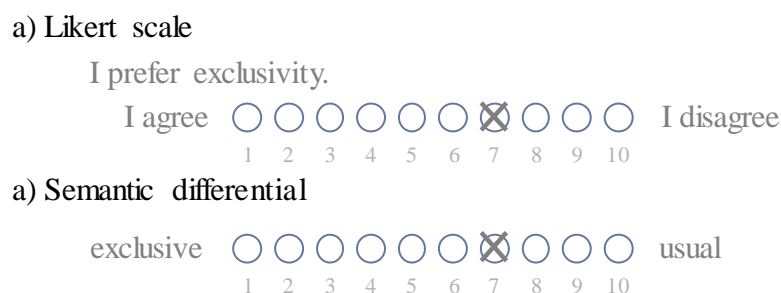 a) Likert scale
I prefer exclusivity.
I agree I disagree
1 2 3 4 5 6 7 8 9 10
a) Semantic differential
exclusive usual
1 2 3 4 5 6 7 8 9 10